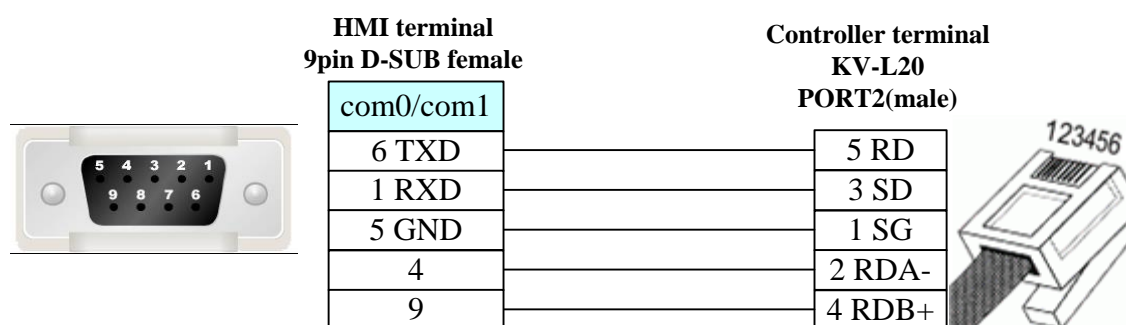 HMI terminal
9pin D-SUB female
Controller terminal
KV-L20
PORT2(male)
com0/com1
6 TXD
5 RD
1 RXD
3 SD
5 GND
1 SG
4
2 RDA-
9
4 RDB+
5 4 3 2 1
9 8 7 6
123456